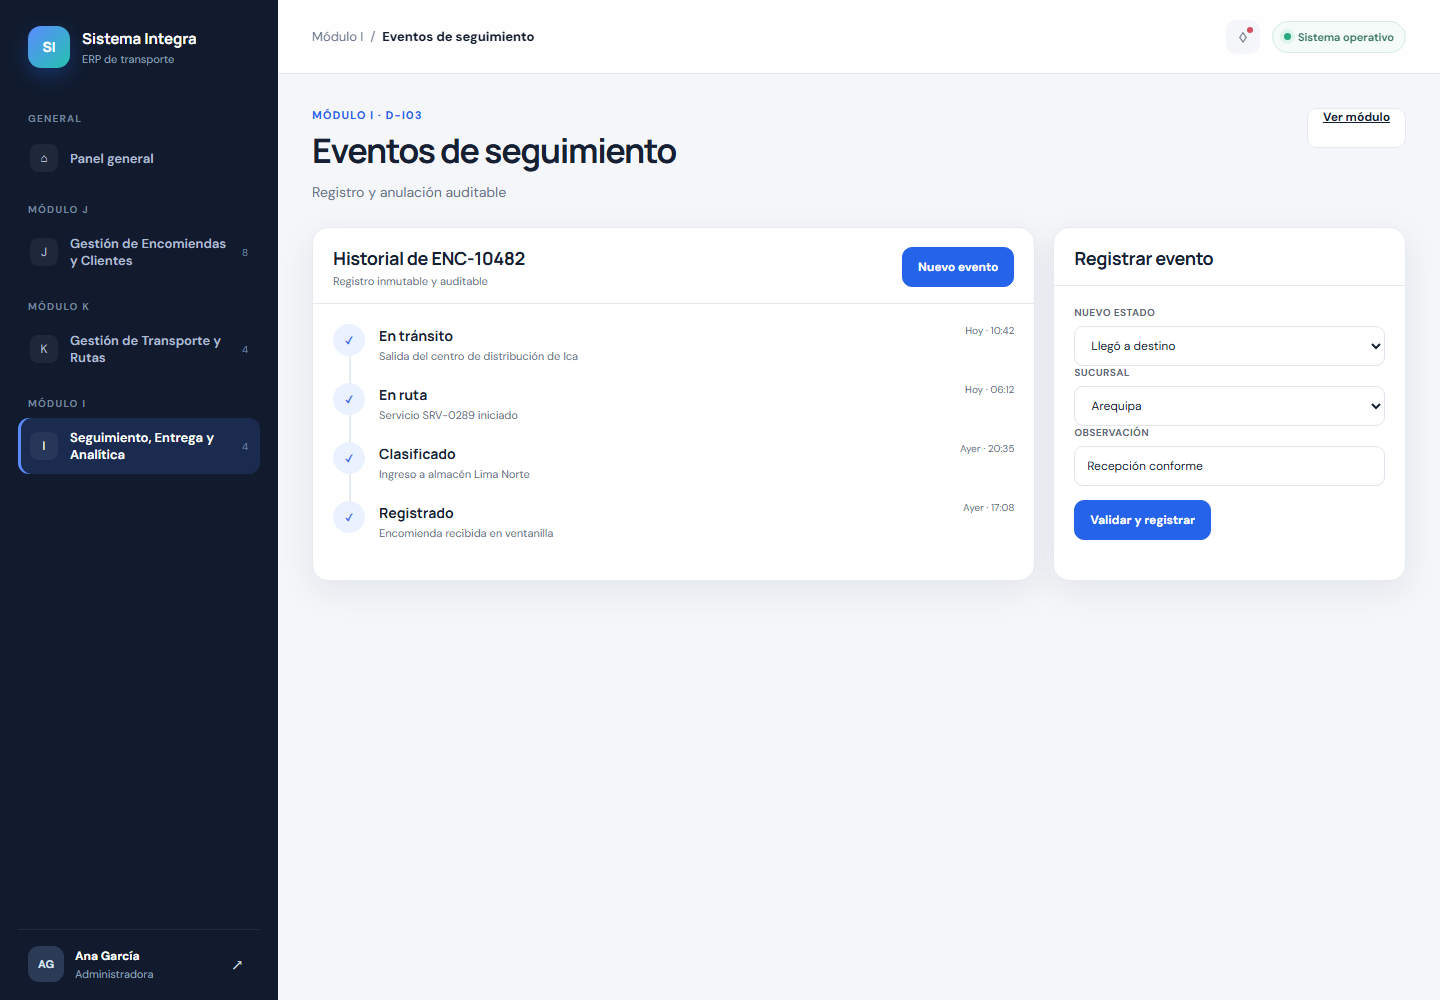 SI
Sistema Integra
ERP de transporte
GENERAL
Panel general
MÓDULO J
J
Gestión de Encomiendas
y Clientes
8
MÓDULO K
K
Gestión de Transporte y
Rutas
4
MÓDULO I
I
Seguimiento, Entrega y
Analítica
4
AG
Ana García
Administradora
Módulo I / Eventos de seguimiento
Sistema operativo
MÓDULO I · D-I03
Eventos de seguimiento
Registro y anulación auditable
Ver módulo
Historial de ENC-10482
Registro inmutable y auditable
Nuevo evento
En tránsito
Salida del centro de distribución de Ica
Hoy · 10:42
En ruta
Servicio SRV-0289 iniciado
Hoy · 06:12
Clasificado
Ingreso a almacén Lima Norte
Ayer · 20:35
Registrado
Encomienda recibida en ventanilla
Ayer · 17:08
Registrar evento
NUEVO ESTADO
Llegó a destino
SUCURSAL
Arequipa
OBSERVACIÓN
Recepción conforme
Validar y registrar